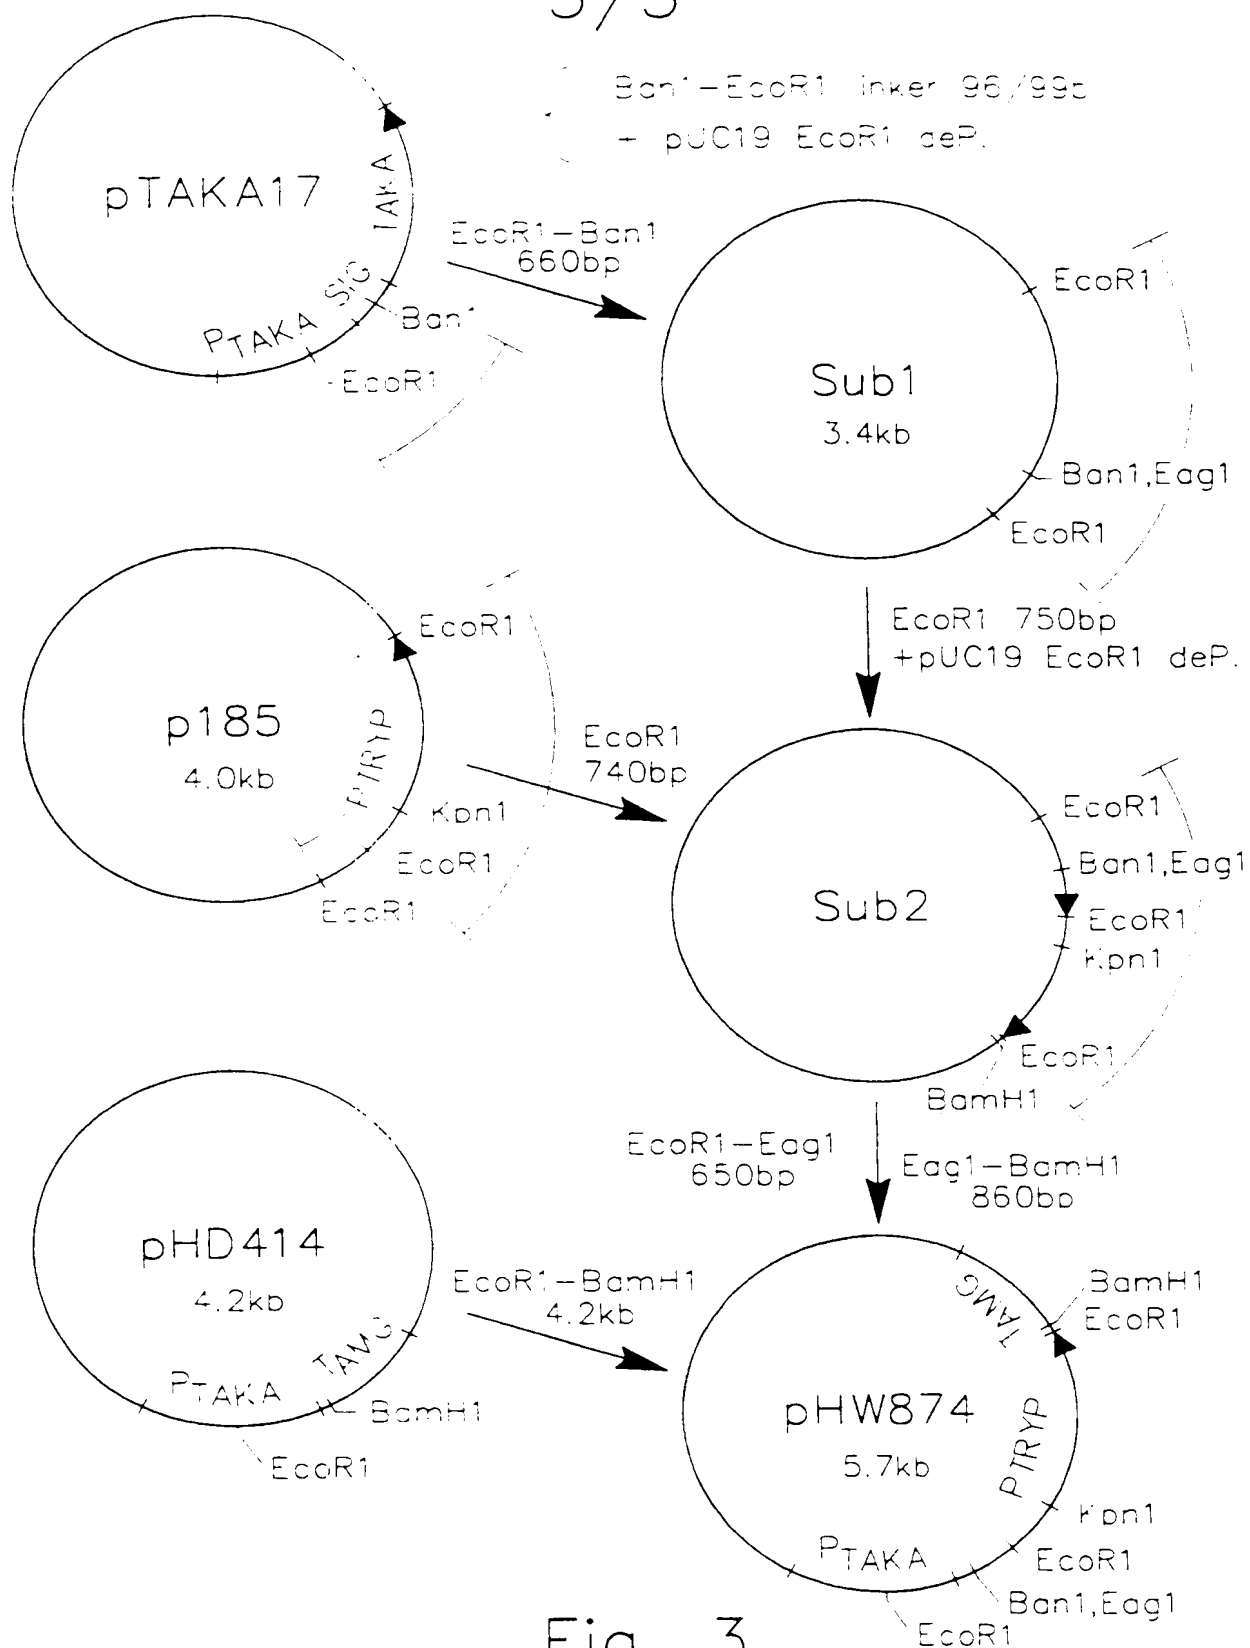 3/3
Ban1-EcoR1 linker 96/99b
+ pUC19 EcoR1 deP.
pTAKA17
TAKA
SIG
PTAKA
Ban1
EcoR1
EcoR1-Ban1
660bp
Sub1
3.4kb
EcoR1
Ban1,Eag1
EcoR1
EcoR1 750bp
+pUC19 EcoR1 deP.
p185
4.0kb
PTRYP
EcoR1
Kpn1
EcoR1
EcoR1
EcoR1
740bp
Sub2
EcoR1
Ban1,Eag1
EcoR1
Kpn1
EcoR1
BamH1
EcoR1-Eag1
650bp
Eag1-BamH1
860bp
pHD414
4.2kb
PTAKA
TAMG
BamH1
EcoR1
EcoR1-BamH1
4.2kb
pHW874
5.7kb
TAMG
BamH1
EcoR1
PTRYP
Kpn1
EcoR1
Ban1,Eag1
EcoR1
PTAKA
Fig. 3